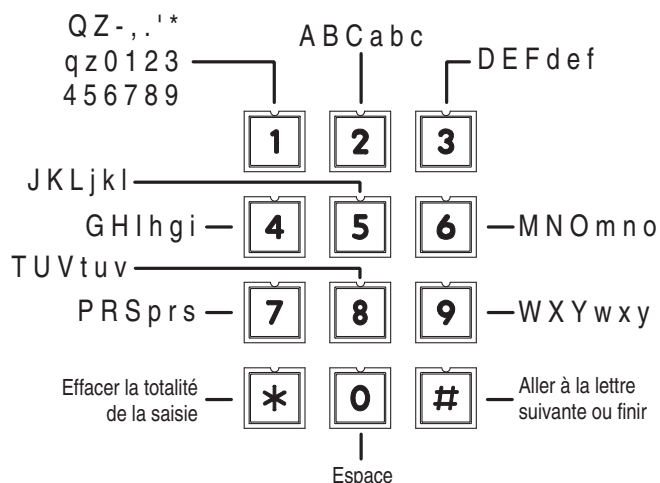 Q Z - , . ' *
q z 0 1 2 3
4 5 6 7 8 9
A B C a b c
D E F d e f
1
2
3
J K L j k l
G H I h g i
4
5
6
M N O m n o
T U V t u v
P R S p r s
7
8
9
W X Y w x y
Effacer la totalité
de la saisie
*
0
#
Aller à la lettre
suivante ou finir
Espace